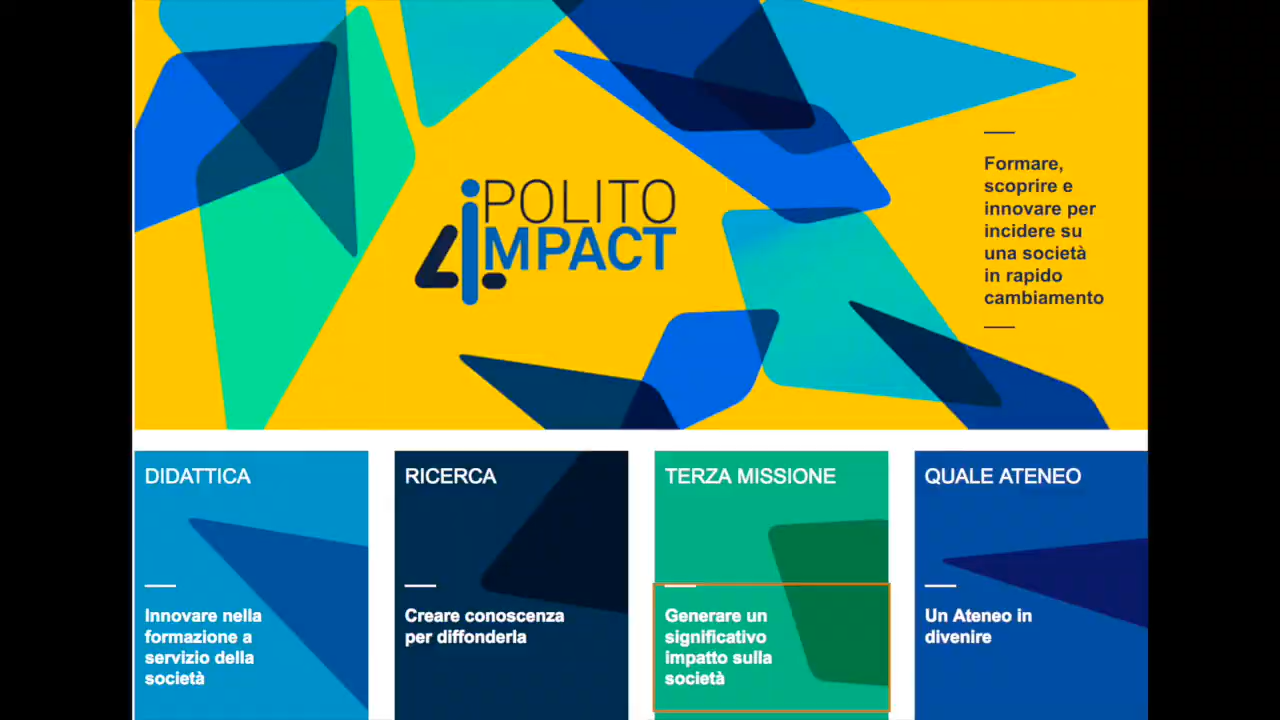 POLITO
4IMPACT
Formare,
scoprire e
innovare per
incidere su
una società
in rapido
cambiamento
DIDATTICA
Innovare nella
formazione a
servizio della
società
RICERCA
Creare conoscenza
per diffonderla
TERZA MISSIONE
Generare un
significativo
impatto sulla
società
QUALE ATENEO
Un Ateneo in
divenire